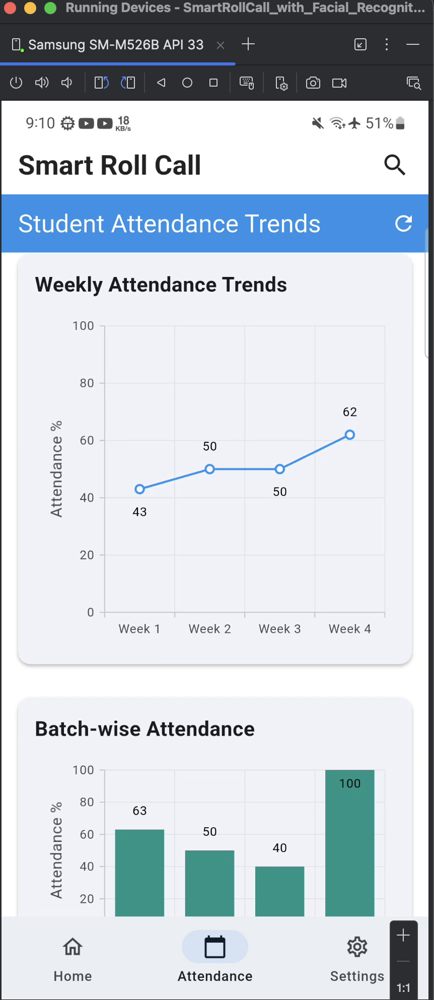 Running Devices - SmartRollCall_with_Facial_Recognit...
Samsung SM-M526B API 33
9:10 18 KB/s 51%
Smart Roll Call
Student Attendance Trends
Weekly Attendance Trends
Attendance %
100
80
60
40
20
0
43
50
50
62
Week 1 Week 2 Week 3 Week 4
Batch-wise Attendance
Attendance %
100
80
60
40
20
63
50
40
100
Home Attendance Settings
1:1